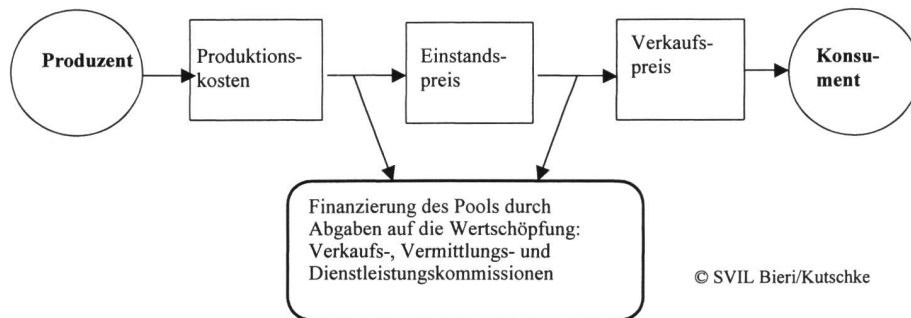 Produzent
Produktions-
kosten
Einstands-
preis
Verkaufs-
preis
Konsu-
ment
Finanzierung des Pools durch
Abgaben auf die Wertschöpfung:
Verkaufs-, Vermittlungs- und
Dienstleistungskommissionen
© SVIL Bieri/Kutschke